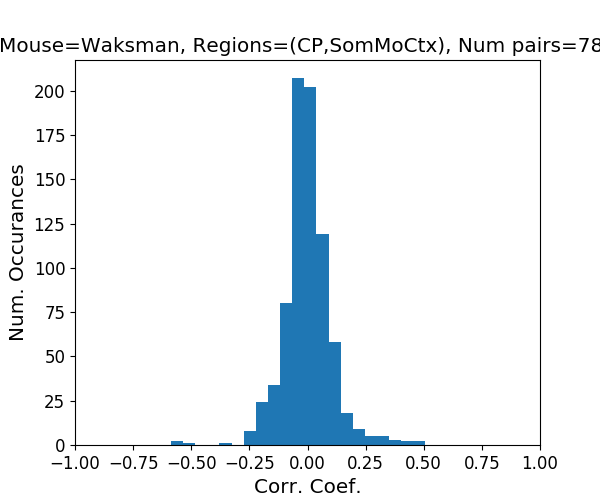 Mouse=Waksman, Regions=(CP,SomMoCtx), Num pairs=78
Num. Occurances
200
175
150
125
100
75
50
25
0
−1.00 −0.75 −0.50 −0.25 0.00 0.25 0.50 0.75 1.00
Corr. Coef.